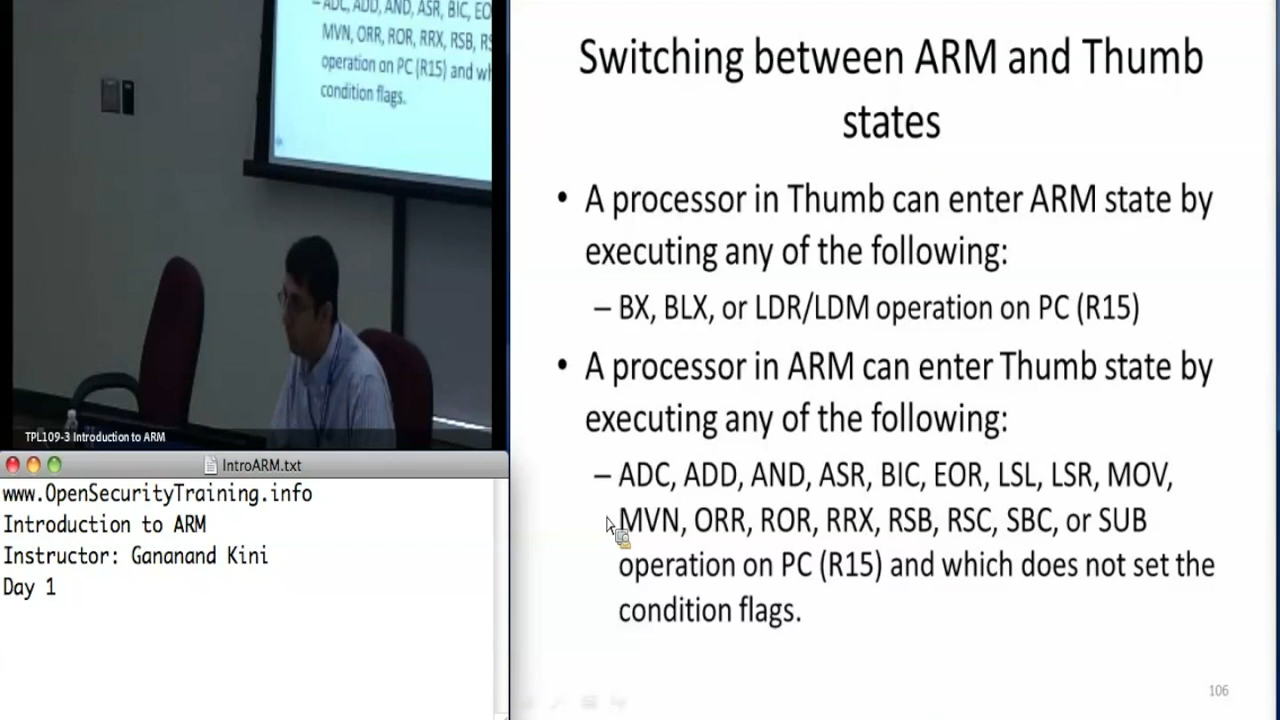 – ADC, ADD, AND, ASR, BIC, EO
MVN, ORR, ROR, RRX, RSB, RS
operation on PC (R15) and wh
condition flags.
TPL109-3 Introduction to ARM
IntroARM.txt
www.OpenSecurityTraining.info
Introduction to ARM
Instructor: Gananand Kini
Day 1
Switching between ARM and Thumb
states
• A processor in Thumb can enter ARM state by
executing any of the following:
– BX, BLX, or LDR/LDM operation on PC (R15)
• A processor in ARM can enter Thumb state by
executing any of the following:
– ADC, ADD, AND, ASR, BIC, EOR, LSL, LSR, MOV,
MVN, ORR, ROR, RRX, RSB, RSC, SBC, or SUB
operation on PC (R15) and which does not set the
condition flags.
106